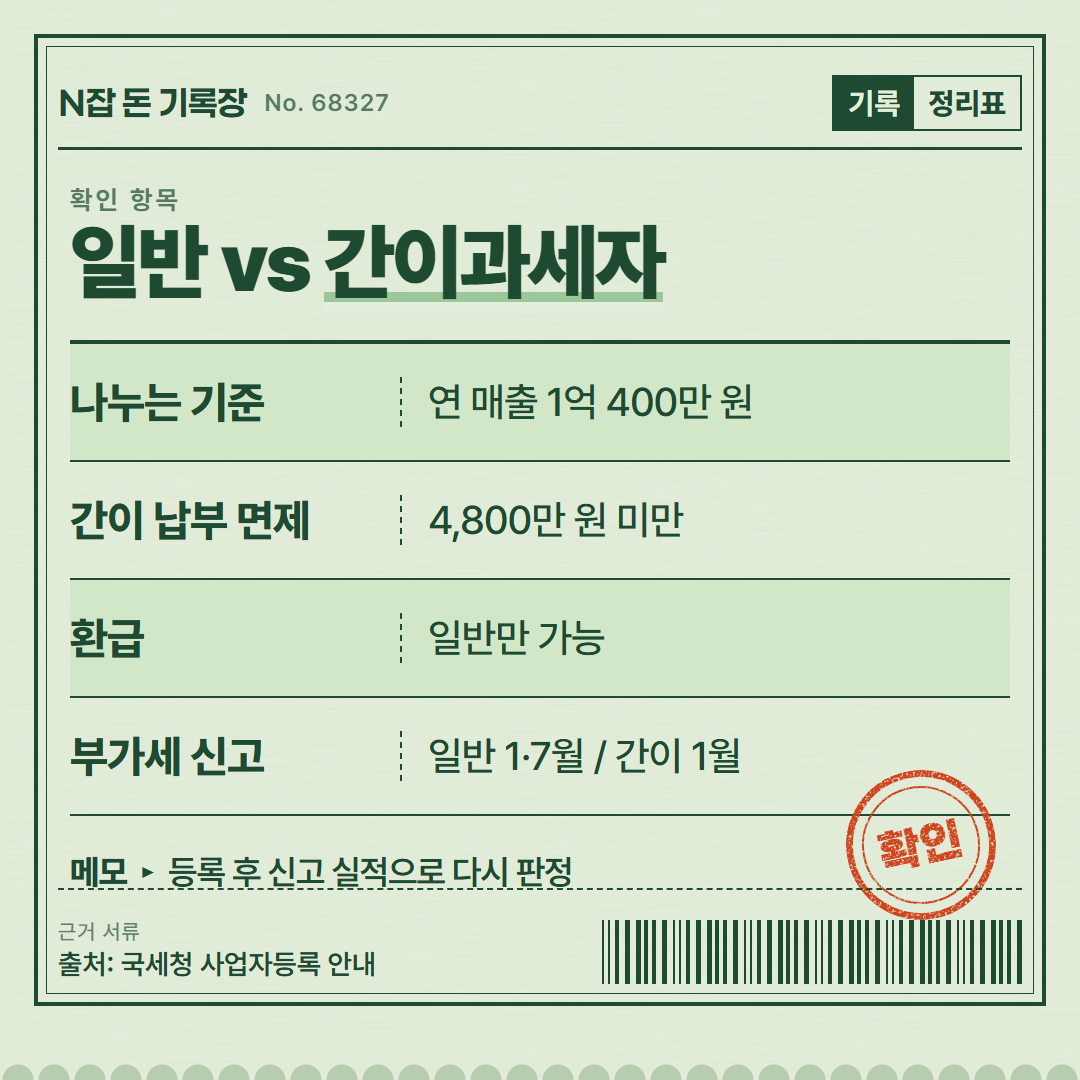 N잡 돈 기록장 No. 68327 기록 정리표
확인 항목
일반 vs 간이과세자
나누는 기준 연 매출 1억 400만 원
간이 납부 면제 4,800만 원 미만
환급 일반만 가능
부가세 신고 일반 1·7월 / 간이 1월
확인
메모 ▸ 등록 후 신고 실적으로 다시 판정
근거 서류
출처: 국세청 사업자등록 안내